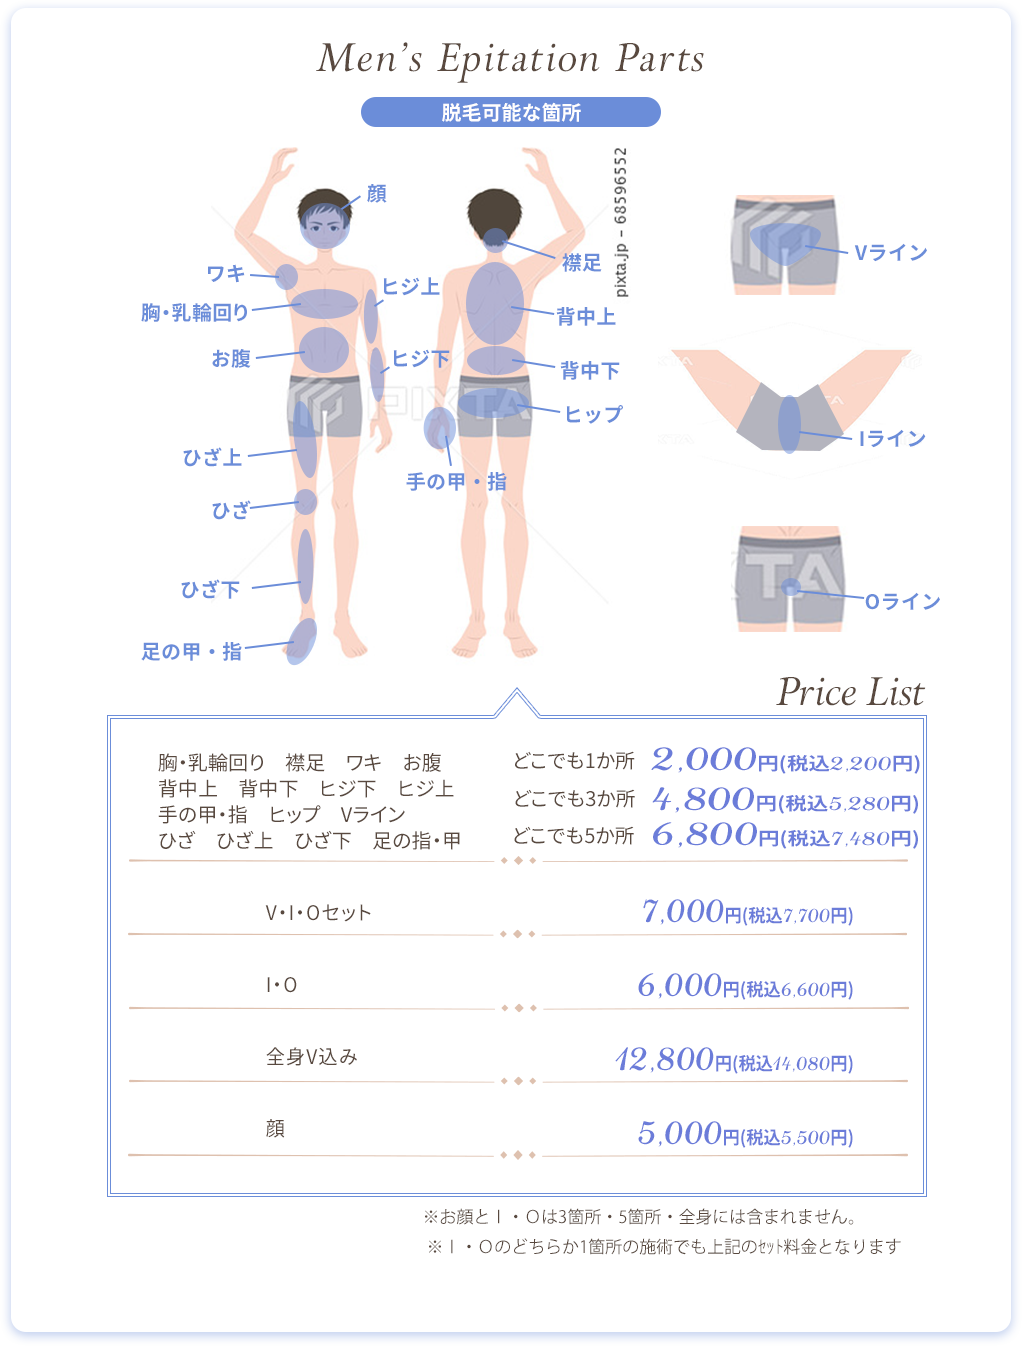 Men's Epitation Parts
脱毛可能な箇所
顔
ワキ
ヒジ上
胸・乳輪回り
お腹
ヒジ下
ひざ上
ひざ
ひざ下
足の甲・指
襟足
背中上
背中下
ヒップ
手の甲・指
pixta.jp - 68596552
PIXTA
Vライン
Iライン
TA
Oライン
Price List
胸・乳輪回り 襟足 ワキ お腹
背中上 背中下 ヒジ下 ヒジ上
手の甲・指 ヒップ Vライン
ひざ ひざ上 ひざ下 足の指・甲
どこでも1か所 2,000円(税込2,200円)
どこでも3か所 4,800円(税込5,280円)
どこでも5か所 6,800円(税込7,480円)
V・I・Oセット 7,000円(税込7,700円)
I・O 6,000円(税込6,600円)
全身V込み 12,800円(税込14,080円)
顔 5,000円(税込5,500円)
※お顔とＩ・Ｏは3箇所・5箇所・全身には含まれません。
※Ｉ・Ｏのどちらか1箇所の施術でも上記のｾｯﾄ料金となります